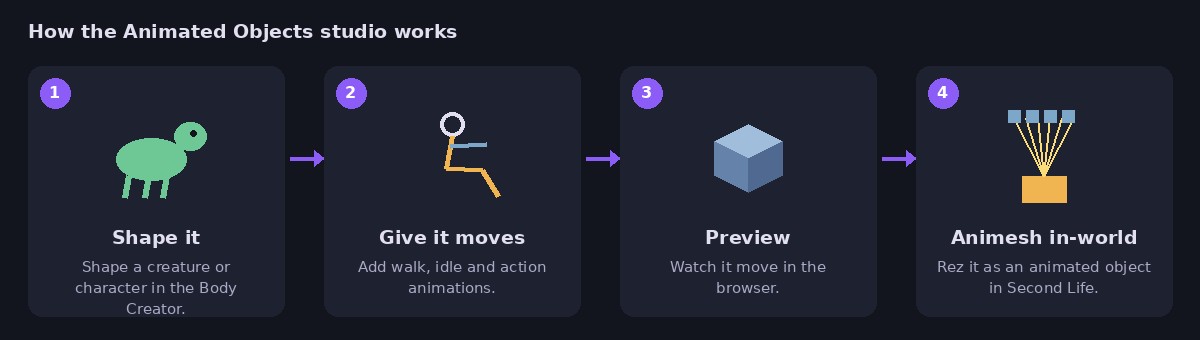 How the Animated Objects studio works
1
2
3
4
Shape it
Shape a creature or
character in the Body
Creator.
Give it moves
Add walk, idle and action
animations.
Preview
Watch it move in the
browser.
Animesh in-world
Rez it as an animated object
in Second Life.